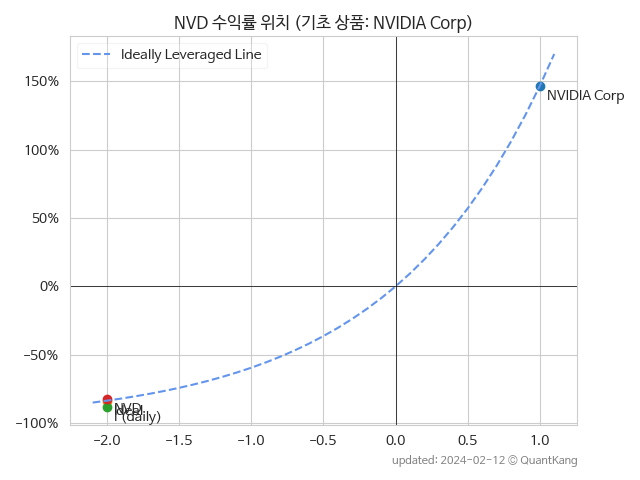 NVD 수익률 위치 (기초 상품: NVIDIA Corp)
Ideally Leveraged Line
150%
100%
50%
0%
−50%
−100%
NVIDIA Corp
NVD
(daily)
−2.0 −1.5 −1.0 −0.5 0.0 0.5 1.0
updated: 2024-02-12 © QuantKang